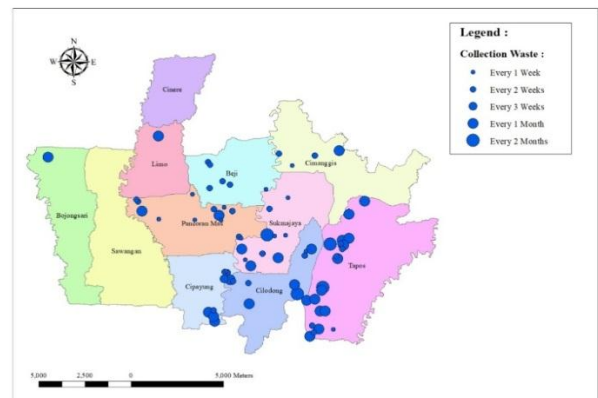 Legend :
Collection Waste :
Every 1 Week
Every 2 Weeks
Every 3 Weeks
Every 1 Month
Every 2 Months
N
W E
S
Cinere
Limo
Beji
Cimanggis
Bojongsari
Sawangan
Pancoran Mas
Sukmajaya
Tapos
Cipayung
Cilodong
5,000 2,500 0 5,000 Meters